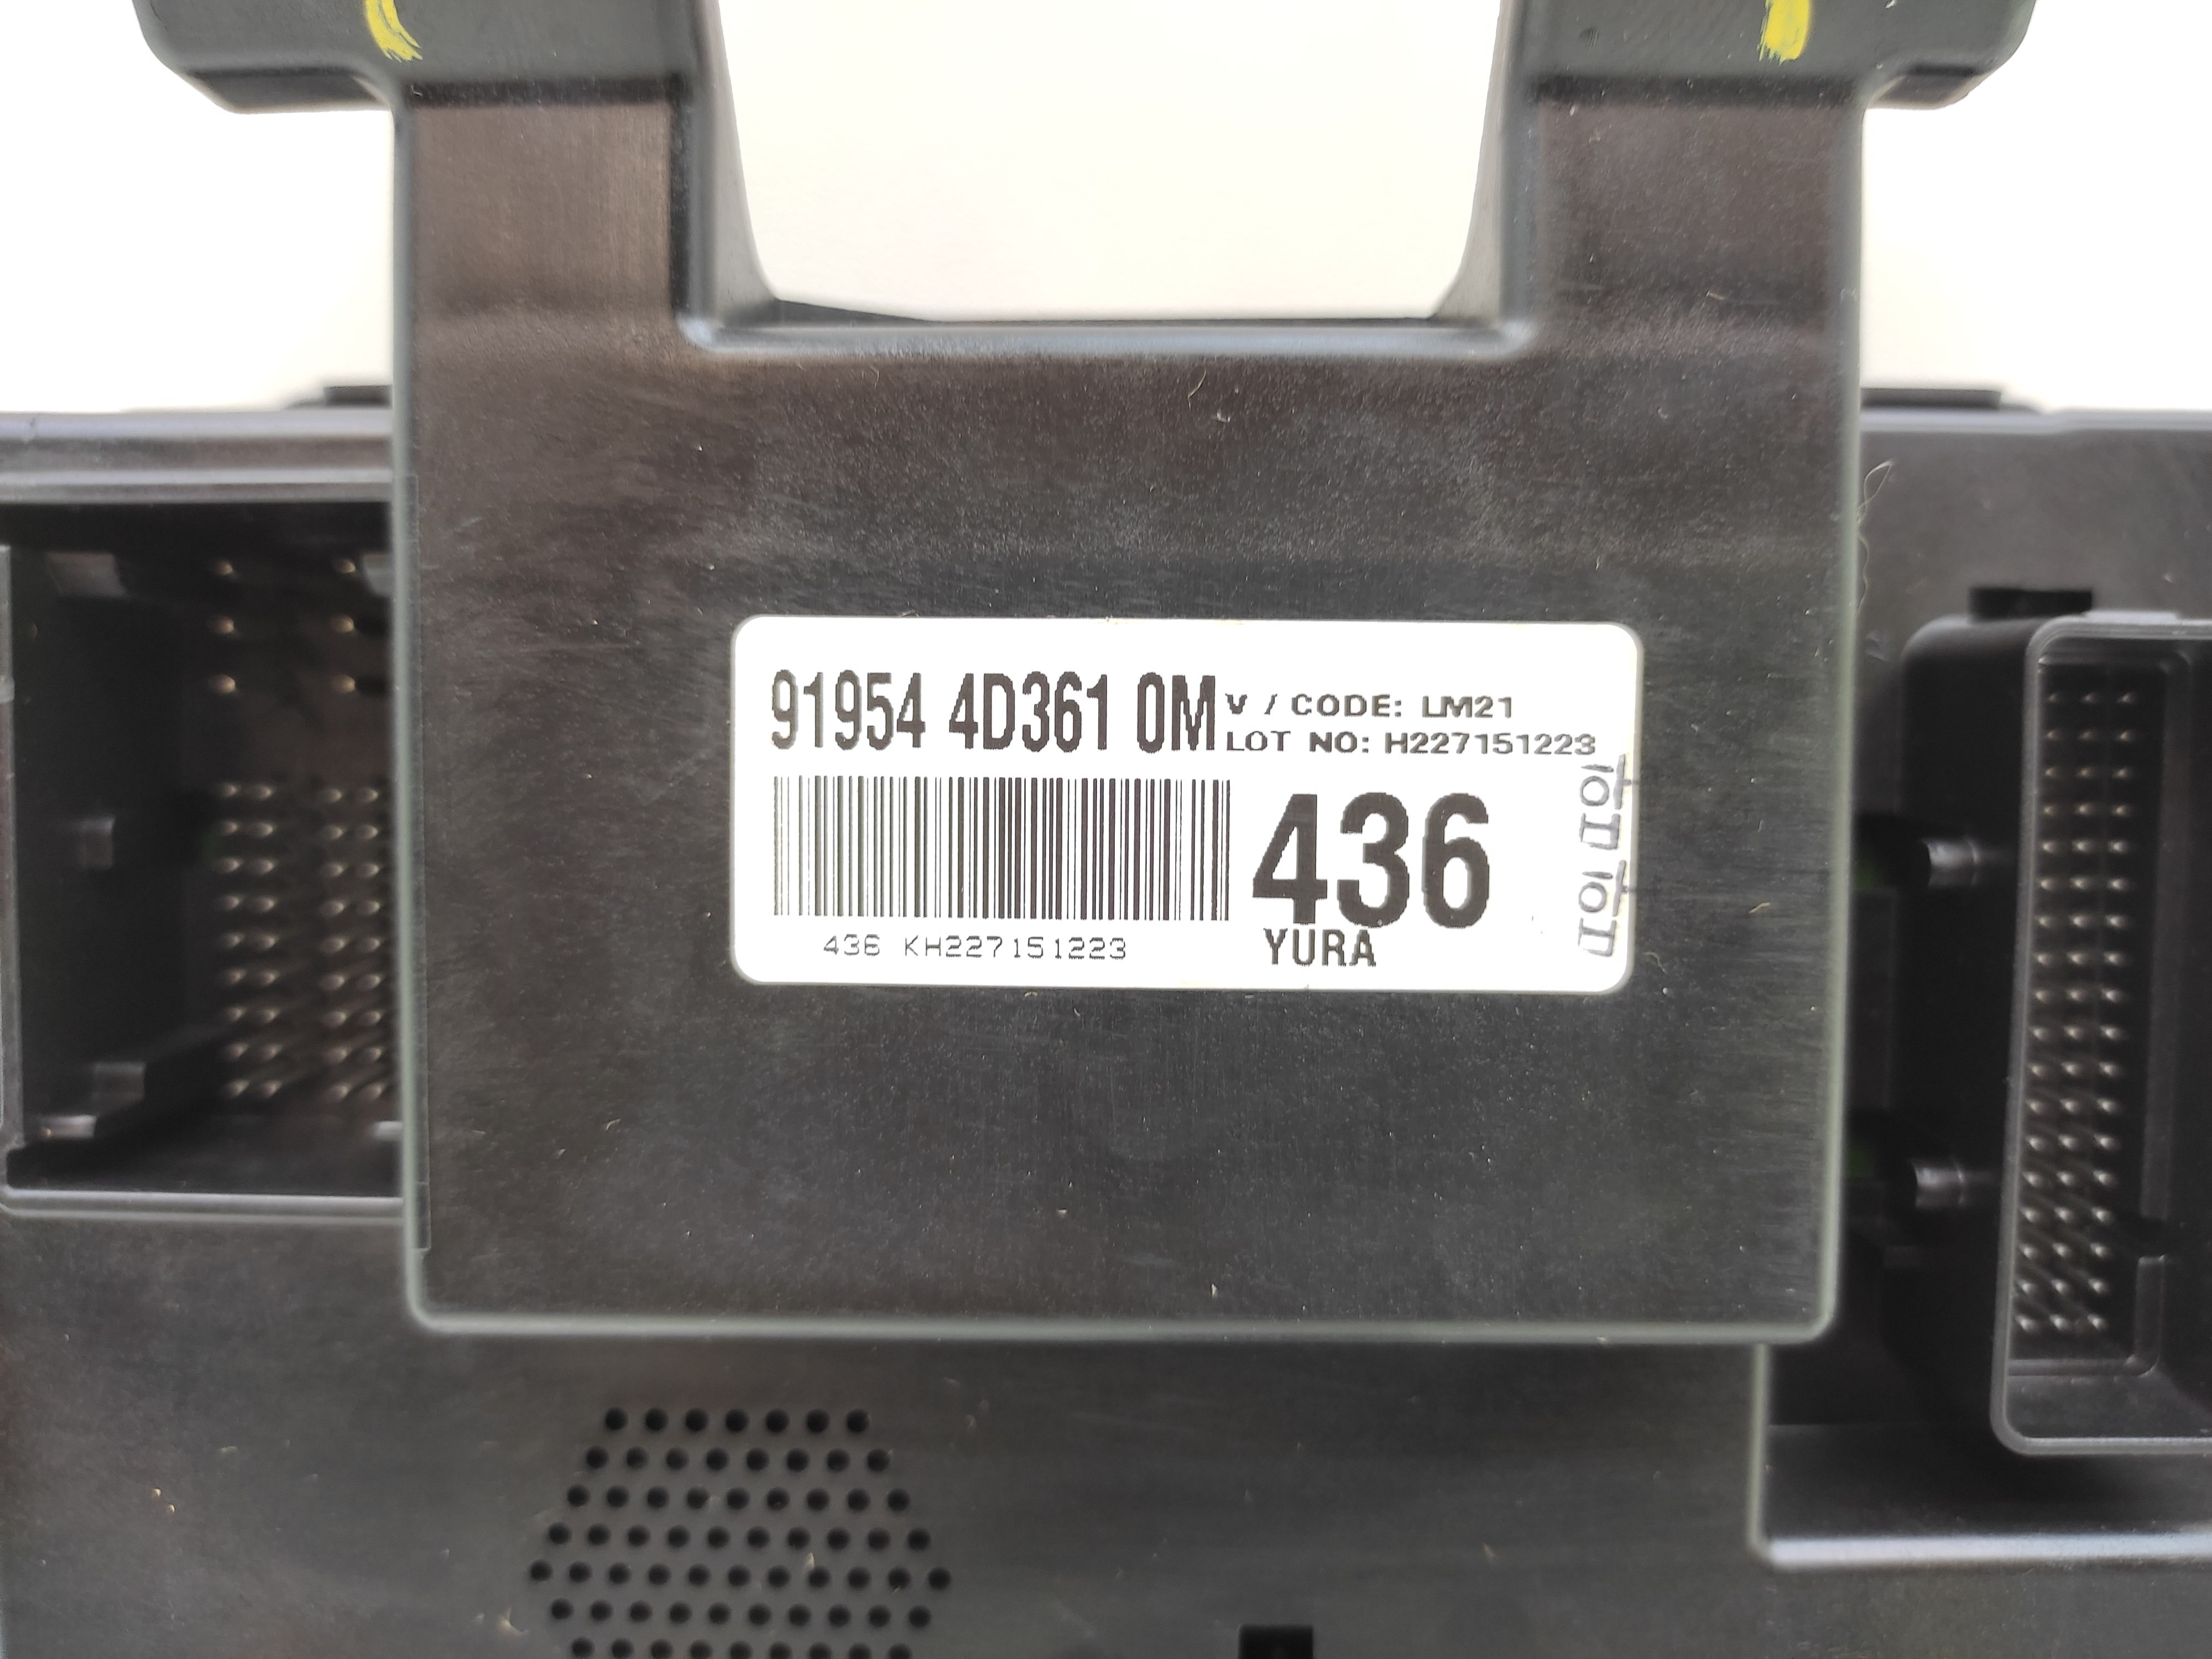 91954 4D361 0M
V / CODE: LM21
LOT NO: H227151223
436
436 KH227151223
YURA